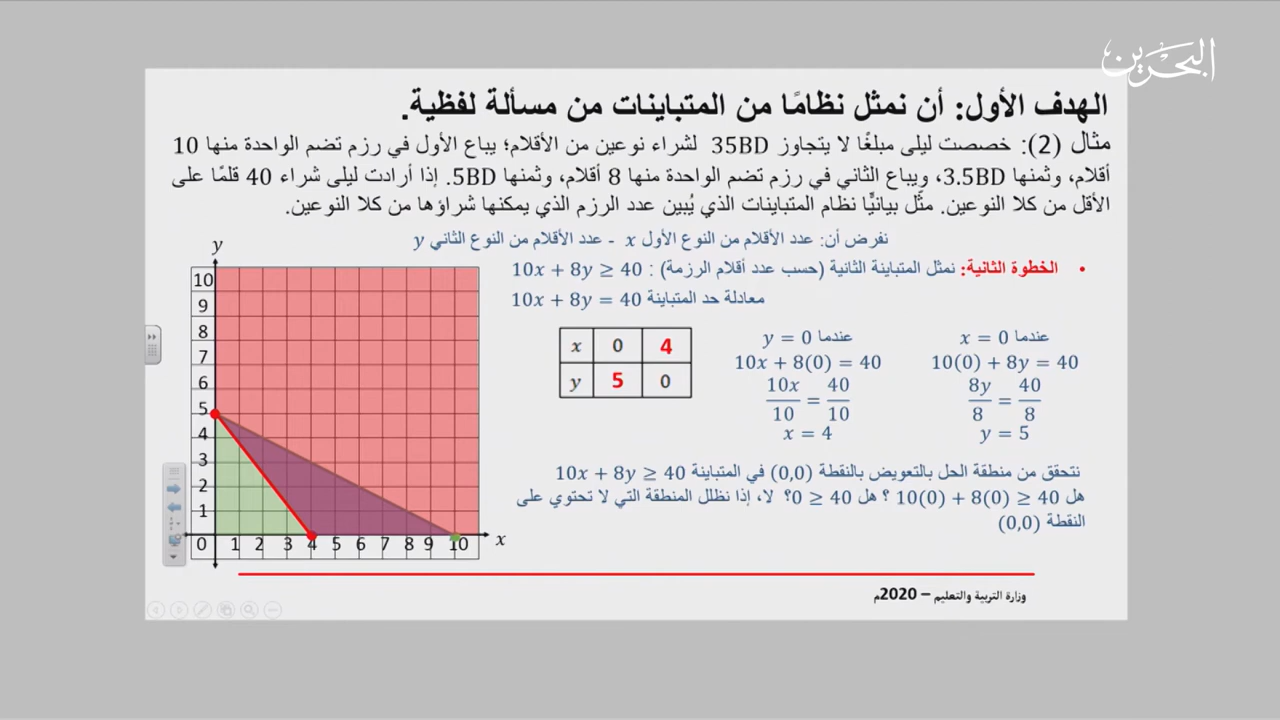 البحرين
الهدف الأول: أن نمثل نظامًا من المتباينات من مسألة لفظية.
مثال (2): خصصت ليلى مبلغًا لا يتجاوز 35BD لشراء نوعين من الأقلام؛ يباع الأول في رزم تضم الواحدة منها 10
أقلام، وثمنها 3.5BD، ويباع الثاني في رزم تضم الواحدة منها 8 أقلام، وثمنها 5BD. إذا أرادت ليلى شراء 40 قلمًا على
الأقل من كلا النوعين. مثّل بيانيًّا نظام المتباينات الذي يُبين عدد الرزم الذي يمكنها شراؤها من كلا النوعين.
نفرض أن: عدد الأقلام من النوع الأول x - عدد الأقلام من النوع الثاني y
• الخطوة الثانية: نمثل المتباينة الثانية (حسب عدد أقلام الرزمة) : 10x + 8y ≥ 40
معادلة حد المتباينة 10x + 8y = 40
عندما x = 0
10(0) + 8y = 40
8y/8 = 40/8
y = 5
عندما y = 0
10x + 8(0) = 40
10x/10 = 40/10
x = 4
x 0 4
y 5 0
نتحقق من منطقة الحل بالتعويض بالنقطة (0,0) في المتباينة 10x + 8y ≥ 40
هل 10(0) + 8(0) ≥ 40 ؟ هل 0 ≥ 40؟ لا، إذا نظلل المنطقة التي لا تحتوي على
النقطة (0,0)
y
10
9
8
7
6
5
4
3
2
1
0 1 2 3 4 5 6 7 8 9 10 x
وزارة التربية والتعليم – 2020م